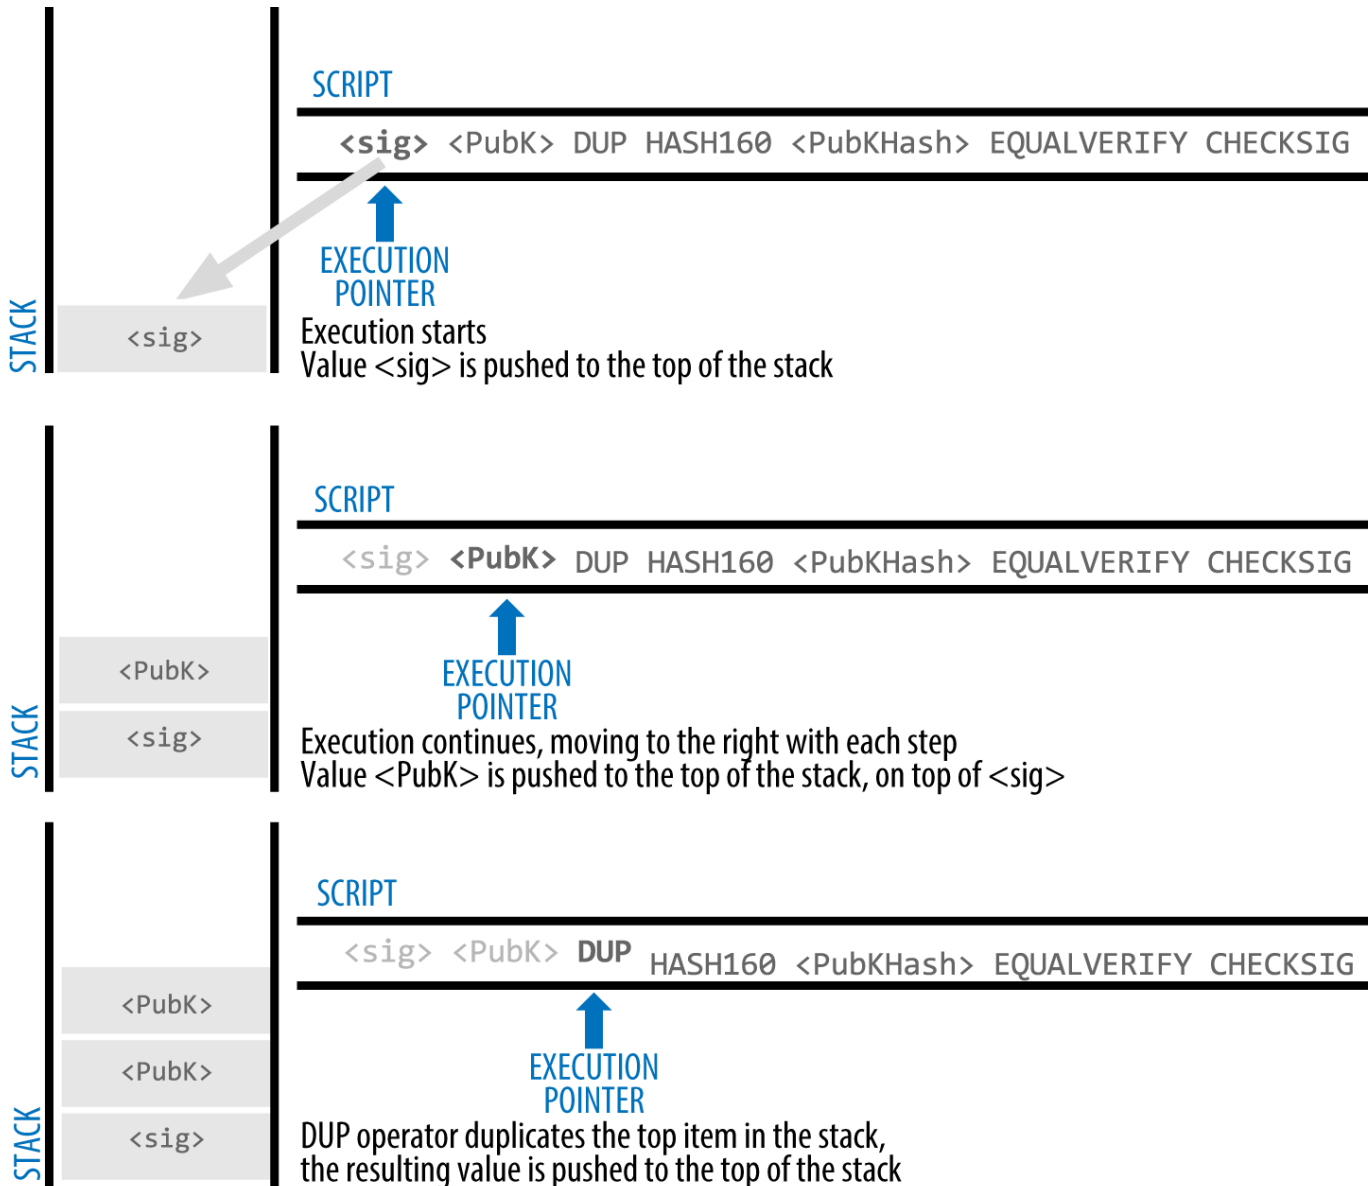 SCRIPT
<sig> <PubK> DUP HASH160 <PubKHash> EQUALVERIFY CHECKSIG
EXECUTION
POINTER
STACK
<sig>
Execution starts
Value <sig> is pushed to the top of the stack
SCRIPT
<sig> <PubK> DUP HASH160 <PubKHash> EQUALVERIFY CHECKSIG
EXECUTION
POINTER
STACK
<PubK>
<sig>
Execution continues, moving to the right with each step
Value <PubK> is pushed to the top of the stack, on top of <sig>
SCRIPT
<sig> <PubK> DUP HASH160 <PubKHash> EQUALVERIFY CHECKSIG
EXECUTION
POINTER
STACK
<PubK>
<PubK>
<sig>
DUP operator duplicates the top item in the stack,
the resulting value is pushed to the top of the stack